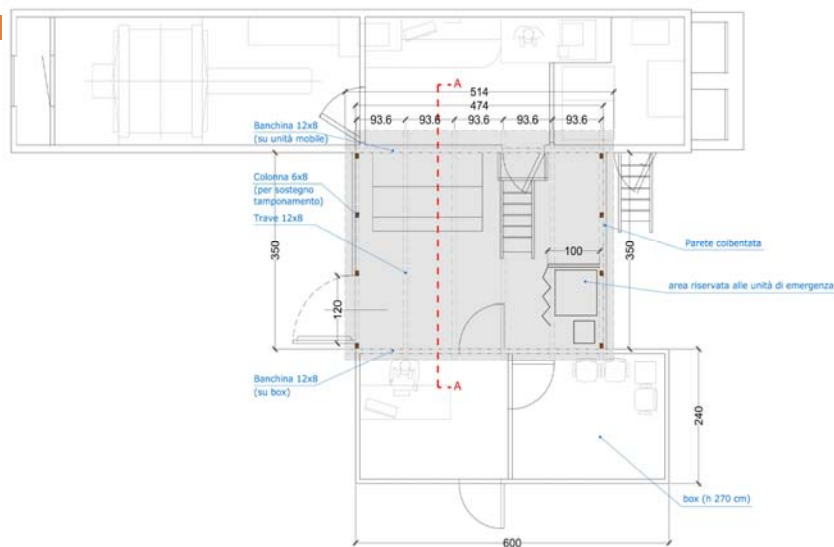 A
514
474
93.6 93.6 93.6 93.6 93.6
Banchina 12x8
(su unità mobile)
Colonna 6x8
(per sostegno
tamponamento)
Trave 12x8
350
350
100
Parete coibentata
area riservata alle unità di emergenza
120
Banchina 12x8
(su box)
A
240
box (h 270 cm)
600